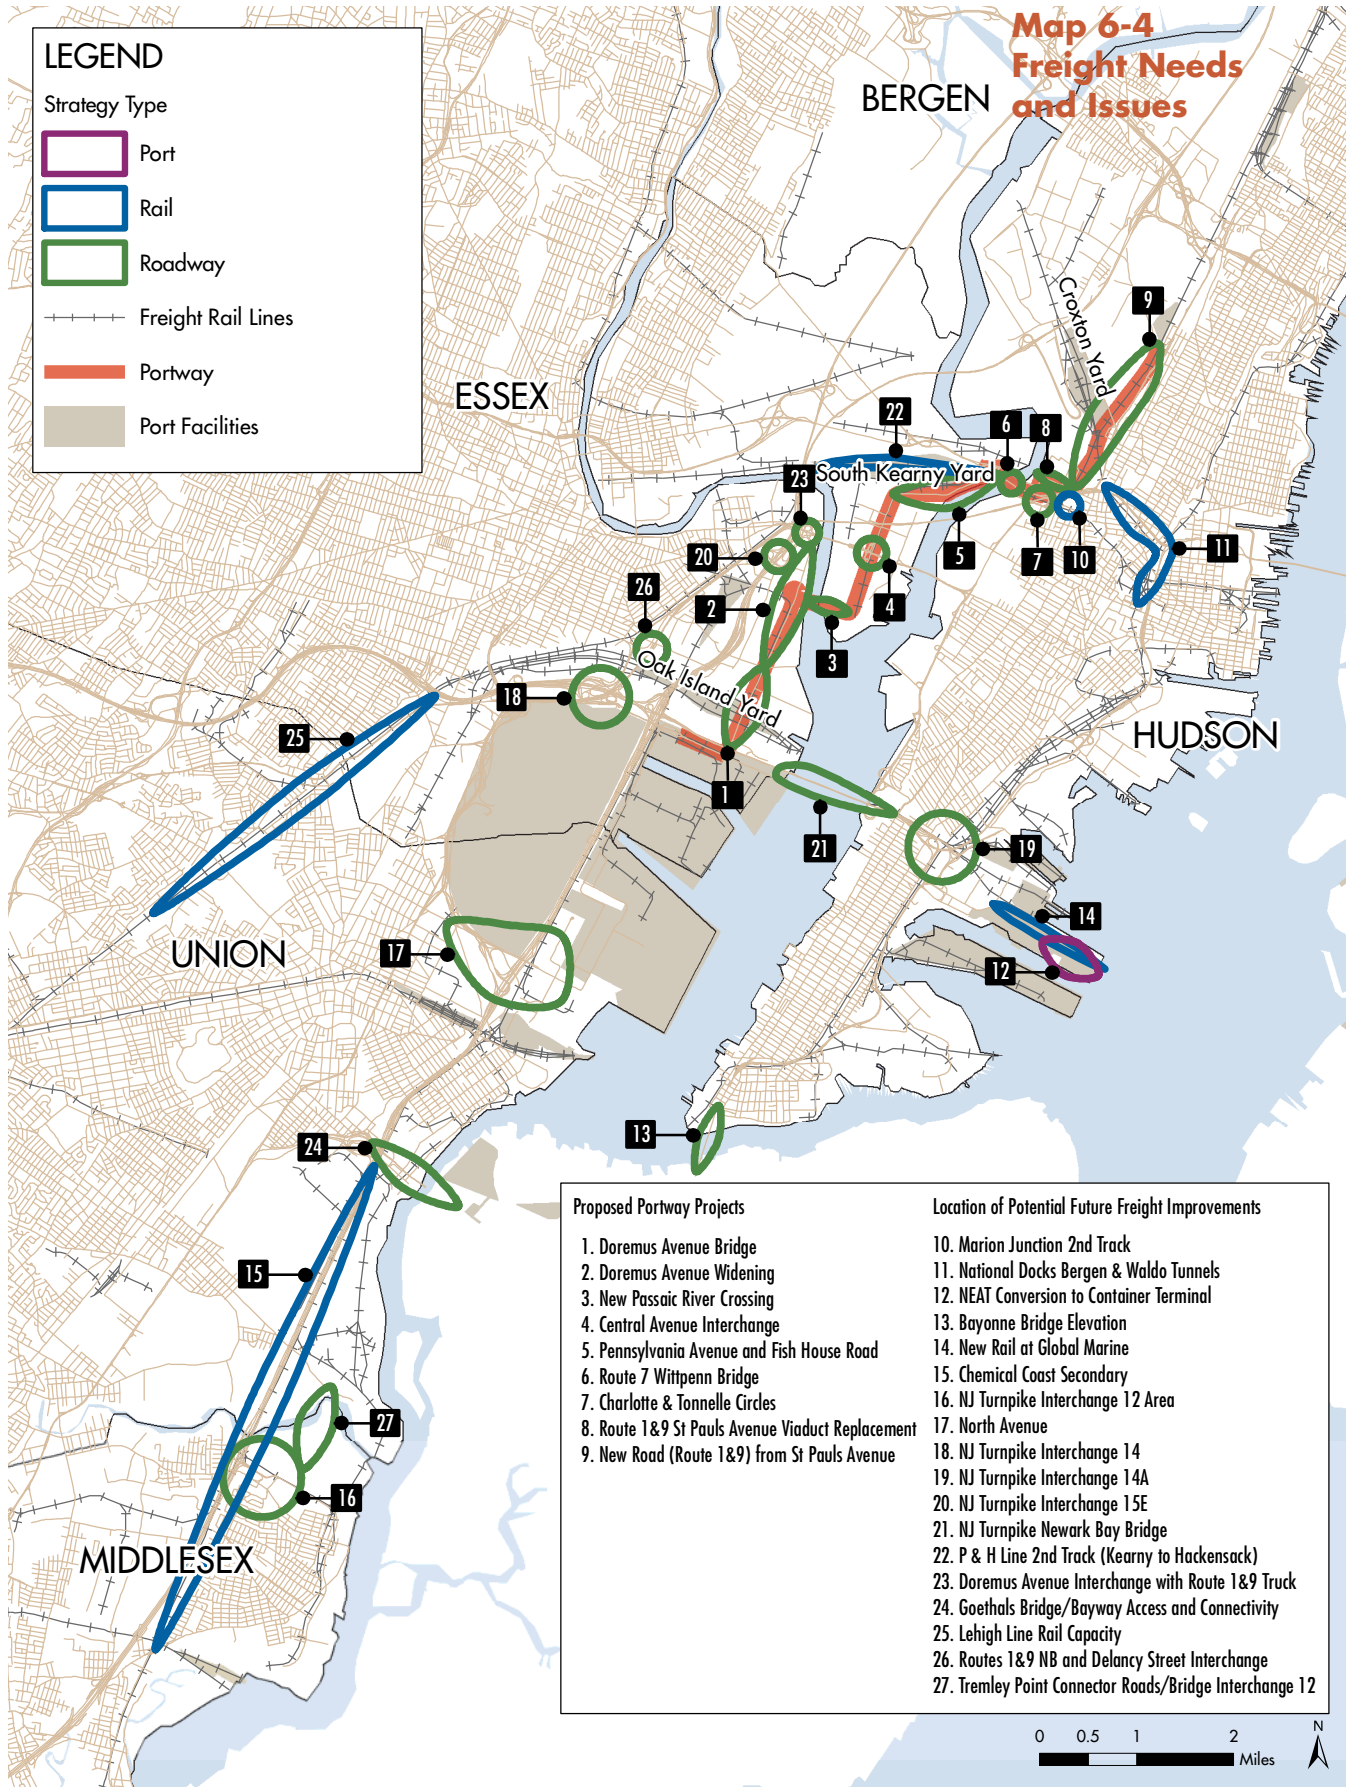 Map 6-4
Freight Needs
and Issues
LEGEND
Strategy Type
Port
Rail
Roadway
Freight Rail Lines
Portway
Port Facilities
BERGEN
ESSEX
HUDSON
UNION
MIDDLESEX
Croxton Yard
South Kearny Yard
Oak Island Yard
9
22
6
8
23
20
26
2
5
7
10
11
4
3
18
25
1
21
19
14
17
12
13
24
15
27
16
Proposed Portway Projects
1. Doremus Avenue Bridge
2. Doremus Avenue Widening
3. New Passaic River Crossing
4. Central Avenue Interchange
5. Pennsylvania Avenue and Fish House Road
6. Route 7 Wittpenn Bridge
7. Charlotte & Tonnelle Circles
8. Route 1&9 St Pauls Avenue Viaduct Replacement
9. New Road (Route 1&9) from St Pauls Avenue
Location of Potential Future Freight Improvements
10. Marion Junction 2nd Track
11. National Docks Bergen & Waldo Tunnels
12. NEAT Conversion to Container Terminal
13. Bayonne Bridge Elevation
14. New Rail at Global Marine
15. Chemical Coast Secondary
16. NJ Turnpike Interchange 12 Area
17. North Avenue
18. NJ Turnpike Interchange 14
19. NJ Turnpike Interchange 14A
20. NJ Turnpike Interchange 15E
21. NJ Turnpike Newark Bay Bridge
22. P & H Line 2nd Track (Kearny to Hackensack)
23. Doremus Avenue Interchange with Route 1&9 Truck
24. Goethals Bridge/Bayway Access and Connectivity
25. Lehigh Line Rail Capacity
26. Routes 1&9 NB and Delancy Street Interchange
27. Tremley Point Connector Roads/Bridge Interchange 12
0 0.5 1 2
Miles
N